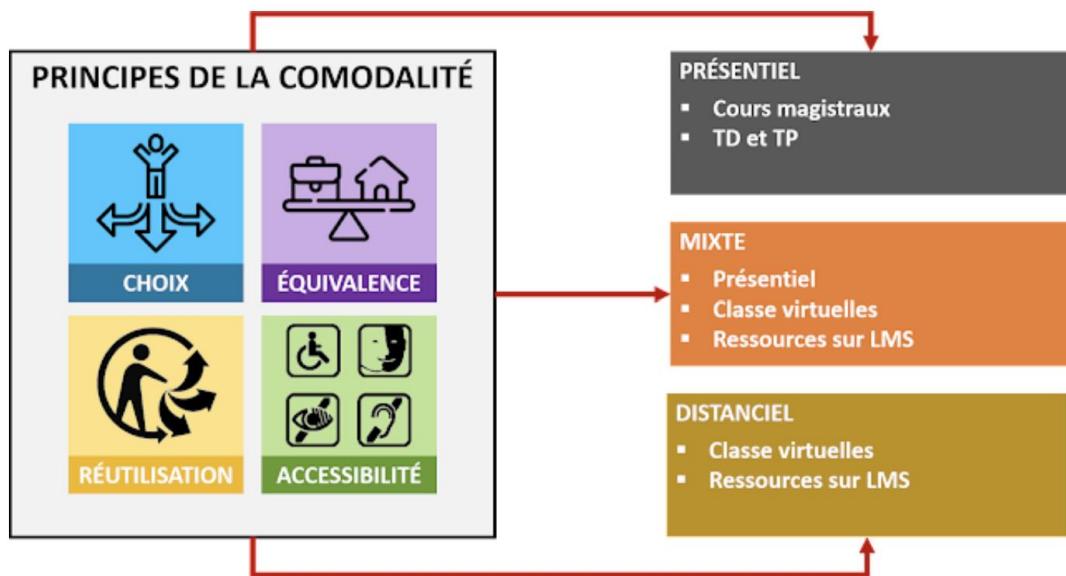 PRINCIPES DE LA COMODALITÉ
CHOIX
ÉQUIVALENCE
RÉUTILISATION
ACCESSIBILITÉ
PRÉSENTIEL
▪ Cours magistraux
▪ TD et TP
MIXTE
▪ Présentiel
▪ Classe virtuelles
▪ Ressources sur LMS
DISTANCIEL
▪ Classe virtuelles
▪ Ressources sur LMS